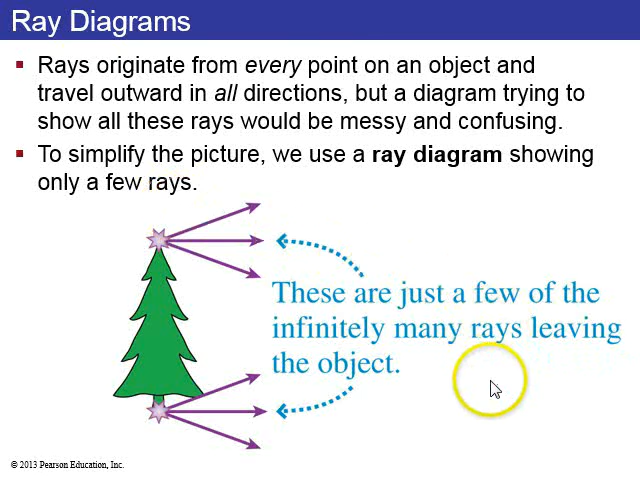 Ray Diagrams
▪ Rays originate from every point on an object and
travel outward in all directions, but a diagram trying to
show all these rays would be messy and confusing.
▪ To simplify the picture, we use a ray diagram showing
only a few rays.
These are just a few of the
infinitely many rays leaving
the object.
© 2013 Pearson Education, Inc.